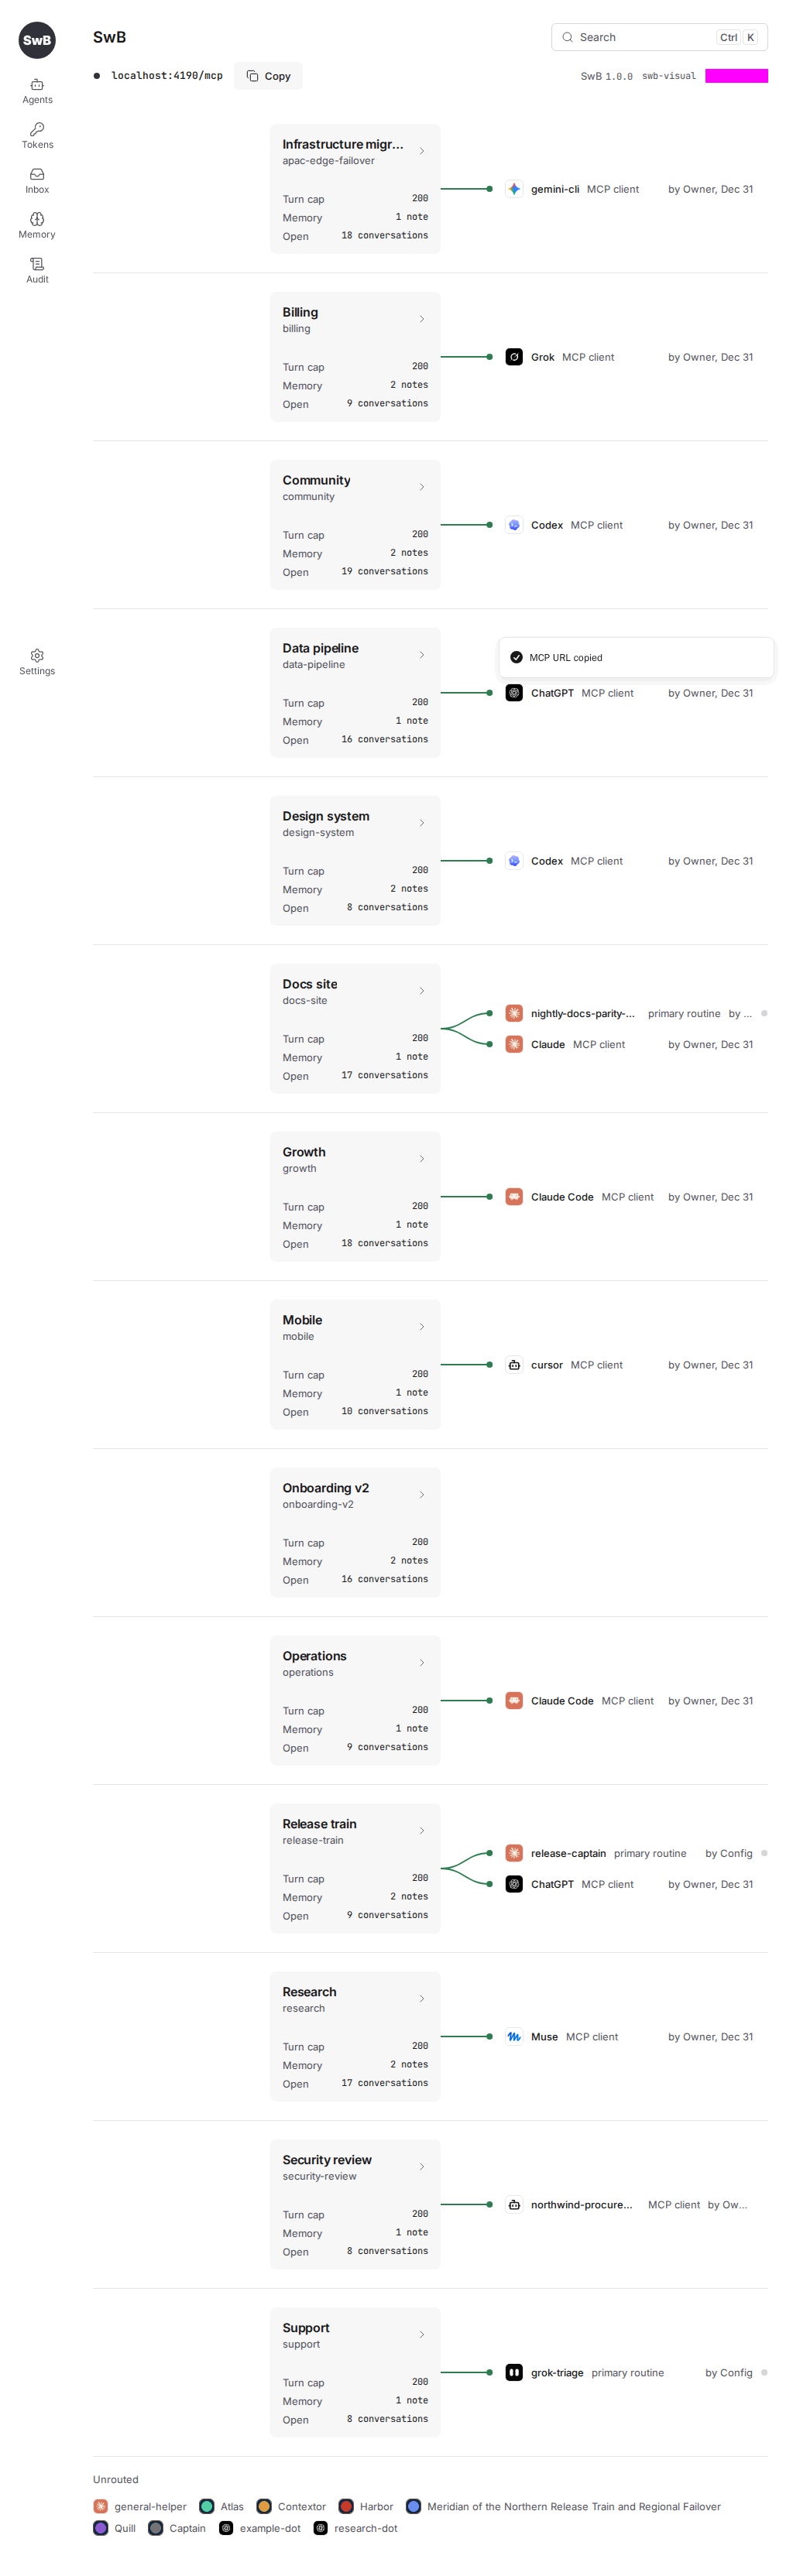 SwB
Agents
Tokens
Inbox
Memory
Audit
Settings
SwB
Search Ctrl K
localhost:4190/mcp Copy SwB 1.0.0 swb-visual
Infrastructure migr...
apac-edge-failover
Turn cap 200
Memory 1 note
Open 18 conversations
gemini-cli MCP client by Owner, Dec 31
Billing
billing
Turn cap 200
Memory 2 notes
Open 9 conversations
Grok MCP client by Owner, Dec 31
Community
community
Turn cap 200
Memory 2 notes
Open 19 conversations
Codex MCP client by Owner, Dec 31
Data pipeline
data-pipeline
Turn cap 200
Memory 1 note
Open 16 conversations
MCP URL copied
ChatGPT MCP client by Owner, Dec 31
Design system
design-system
Turn cap 200
Memory 2 notes
Open 8 conversations
Codex MCP client by Owner, Dec 31
Docs site
docs-site
Turn cap 200
Memory 1 note
Open 17 conversations
nightly-docs-parity-... primary routine by ...
Claude MCP client by Owner, Dec 31
Growth
growth
Turn cap 200
Memory 1 note
Open 18 conversations
Claude Code MCP client by Owner, Dec 31
Mobile
mobile
Turn cap 200
Memory 1 note
Open 10 conversations
cursor MCP client by Owner, Dec 31
Onboarding v2
onboarding-v2
Turn cap 200
Memory 2 notes
Open 16 conversations
Operations
operations
Turn cap 200
Memory 1 note
Open 9 conversations
Claude Code MCP client by Owner, Dec 31
Release train
release-train
Turn cap 200
Memory 2 notes
Open 9 conversations
release-captain primary routine by Config
ChatGPT MCP client by Owner, Dec 31
Research
research
Turn cap 200
Memory 2 notes
Open 17 conversations
Muse MCP client by Owner, Dec 31
Security review
security-review
Turn cap 200
Memory 1 note
Open 8 conversations
northwind-procure... MCP client by Ow...
Support
support
Turn cap 200
Memory 1 note
Open 8 conversations
grok-triage primary routine by Config
Unrouted
general-helper Atlas Contextor Harbor Meridian of the Northern Release Train and Regional Failover
Quill Captain example-dot research-dot